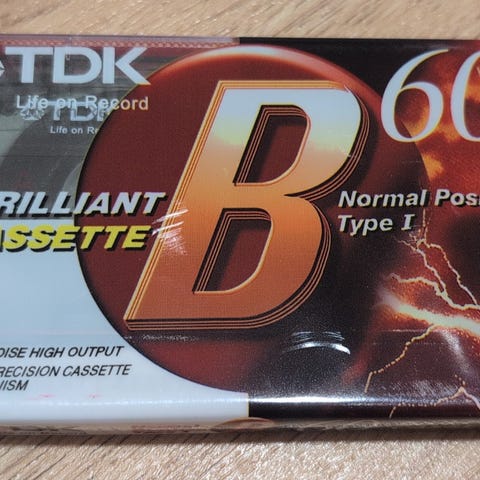 TDK
Life on Record
TDK
Life on Re
60
B
RILLIANT
ASSETTE
Normal Posi
Type I
OISE HIGH OUTPUT
RECISION CASSETTE
NISM